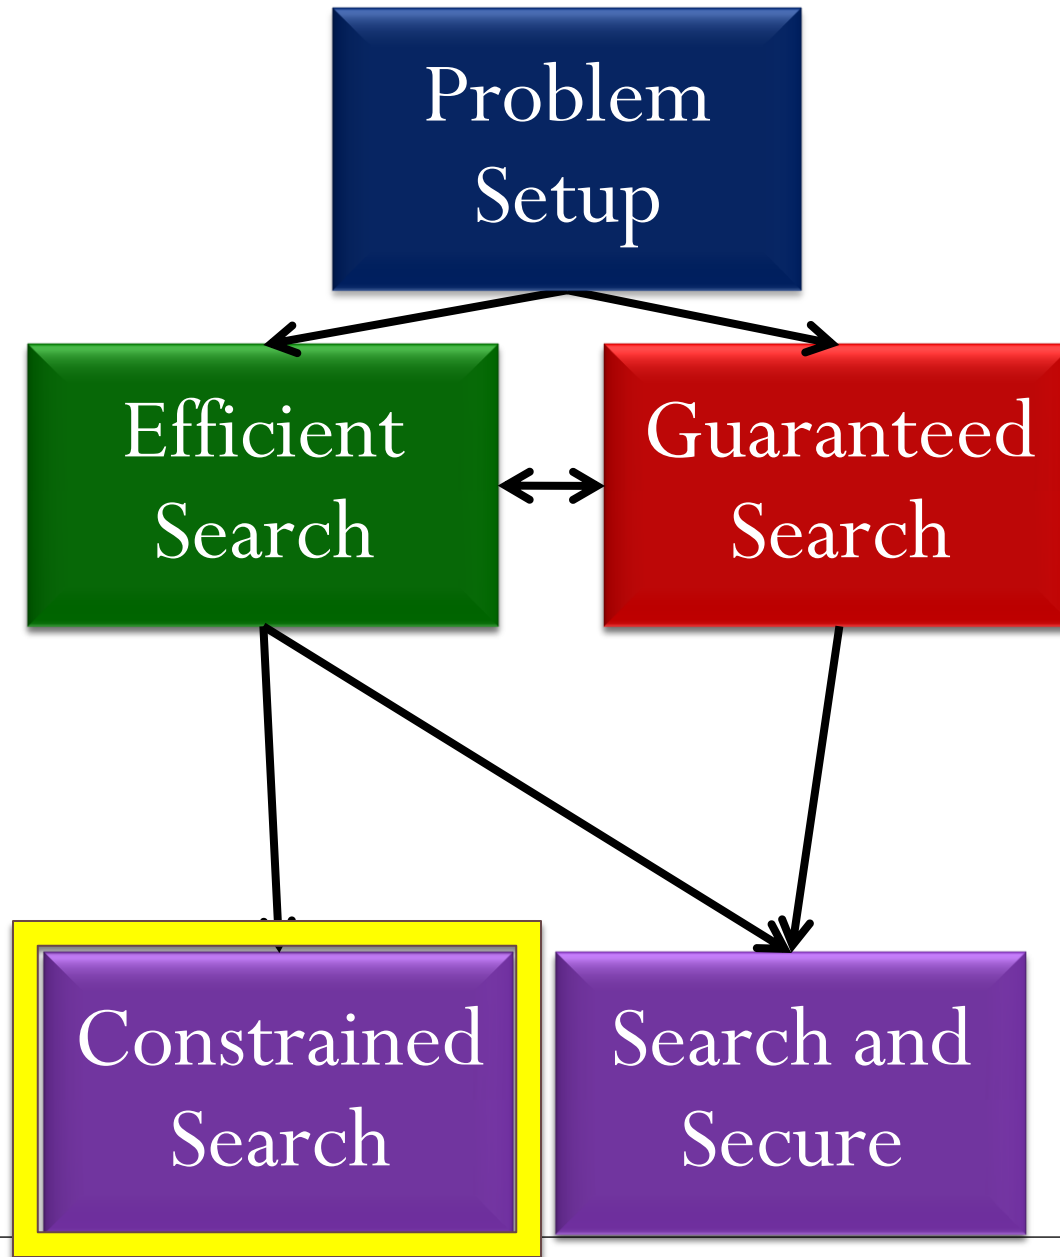 Problem
Setup
Efficient
Search
Guaranteed
Search
Constrained
Search
Search and
Secure